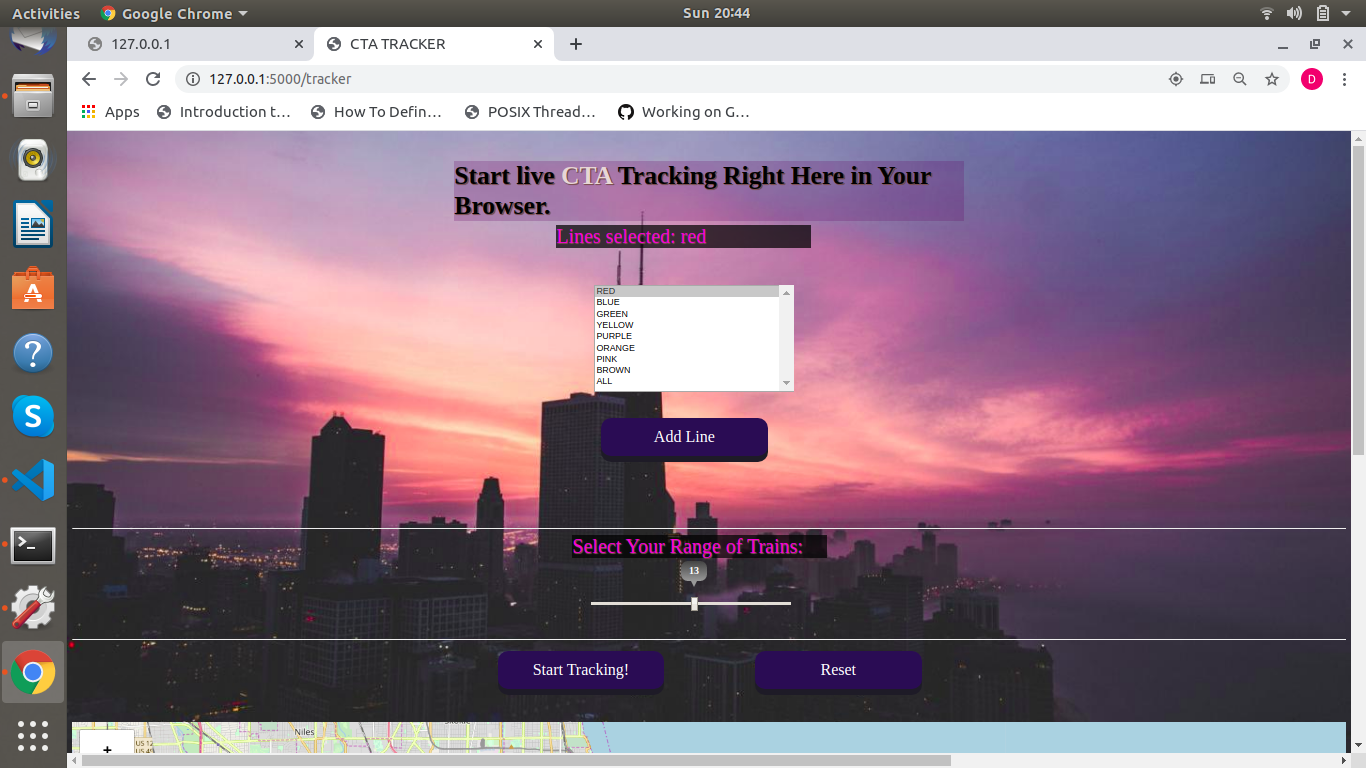 Activities Google Chrome Sun 20:44
127.0.0.1 CTA TRACKER
127.0.0.1:5000/tracker D
Apps Introduction t… How To Defin… POSIX Thread… Working on G…
Start live CTA Tracking Right Here in Your
Browser.
Lines selected: red
RED
BLUE
GREEN
YELLOW
PURPLE
ORANGE
PINK
BROWN
ALL
Add Line
Select Your Range of Trains:
13
Start Tracking! Reset
Niles
+
US 12